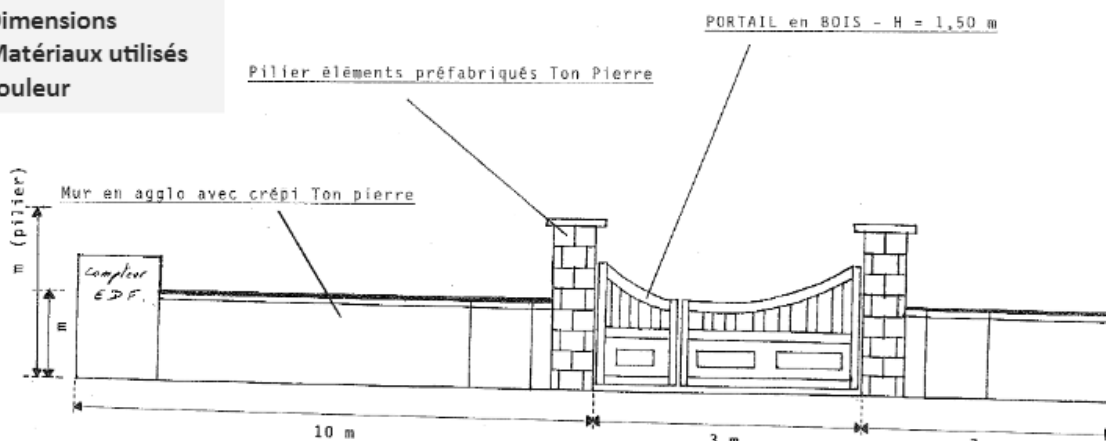 Dimensions
Matériaux utilisés
ouleur
PORTAIL en BOIS - H = 1,50 m
Pilier éléments préfabriqués Ton Pierre
Mur en agglo avec crépi Ton pierre
m (pilier)
m
compteur
EDF.
10 m
3 m